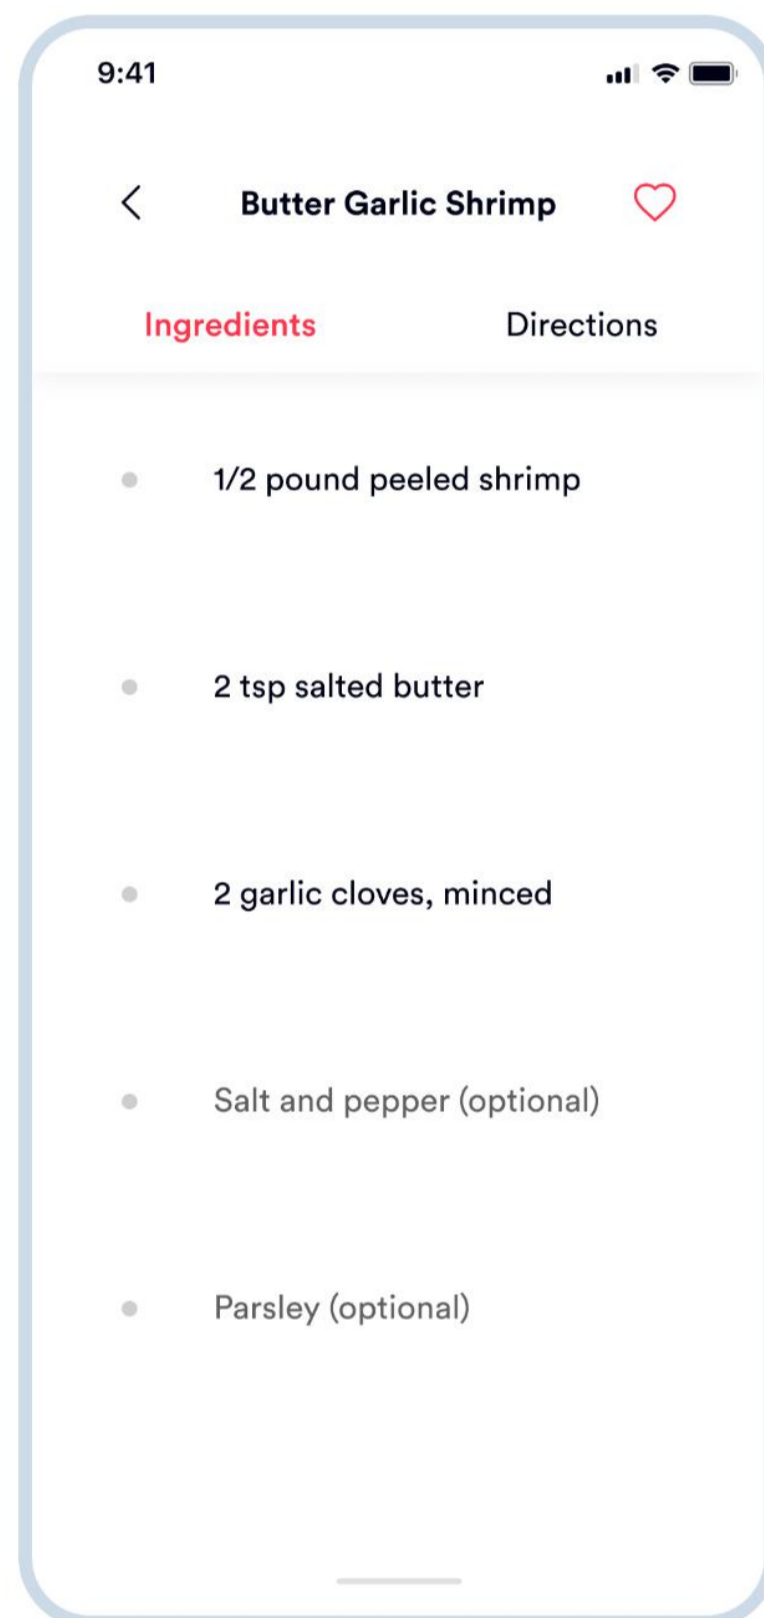 9:41
Butter Garlic Shrimp
Ingredients Directions
1/2 pound peeled shrimp
2 tsp salted butter
2 garlic cloves, minced
Salt and pepper (optional)
Parsley (optional)